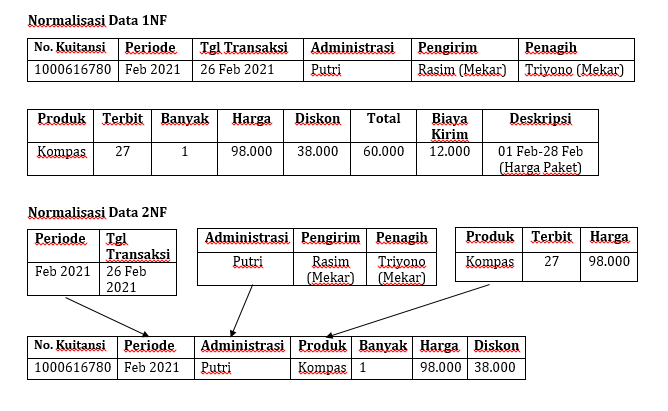 Normalisasi Data 1NF
No. Kuitansi Periode Tgl Transaksi Administrasi Pengirim Penagih
1000616780 Feb 2021 26 Feb 2021 Putri Rasim (Mekar) Triyono (Mekar)
Produk Terbit Banyak Harga Diskon Total Biaya Kirim Deskripsi
Kompas 27 1 98.000 38.000 60.000 12.000 01 Feb-28 Feb (Harga Paket)
Normalisasi Data 2NF
Periode Tgl Transaksi
Feb 2021 26 Feb 2021
Administrasi Pengirim Penagih
Putri Rasim (Mekar) Triyono (Mekar)
Produk Terbit Harga
Kompas 27 98.000
No. Kuitansi Periode Administrasi Produk Banyak Harga Diskon
1000616780 Feb 2021 Putri Kompas 1 98.000 38.000